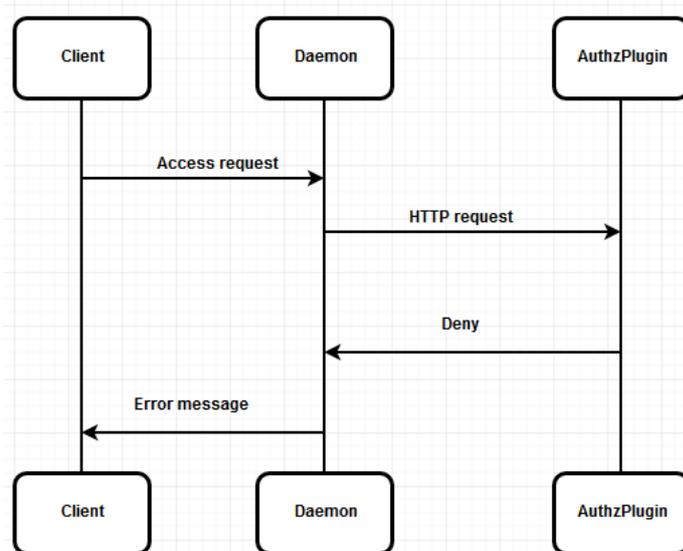 Client
Daemon
AuthzPlugin
Access request
HTTP request
Deny
Error message
Client
Daemon
AuthzPlugin